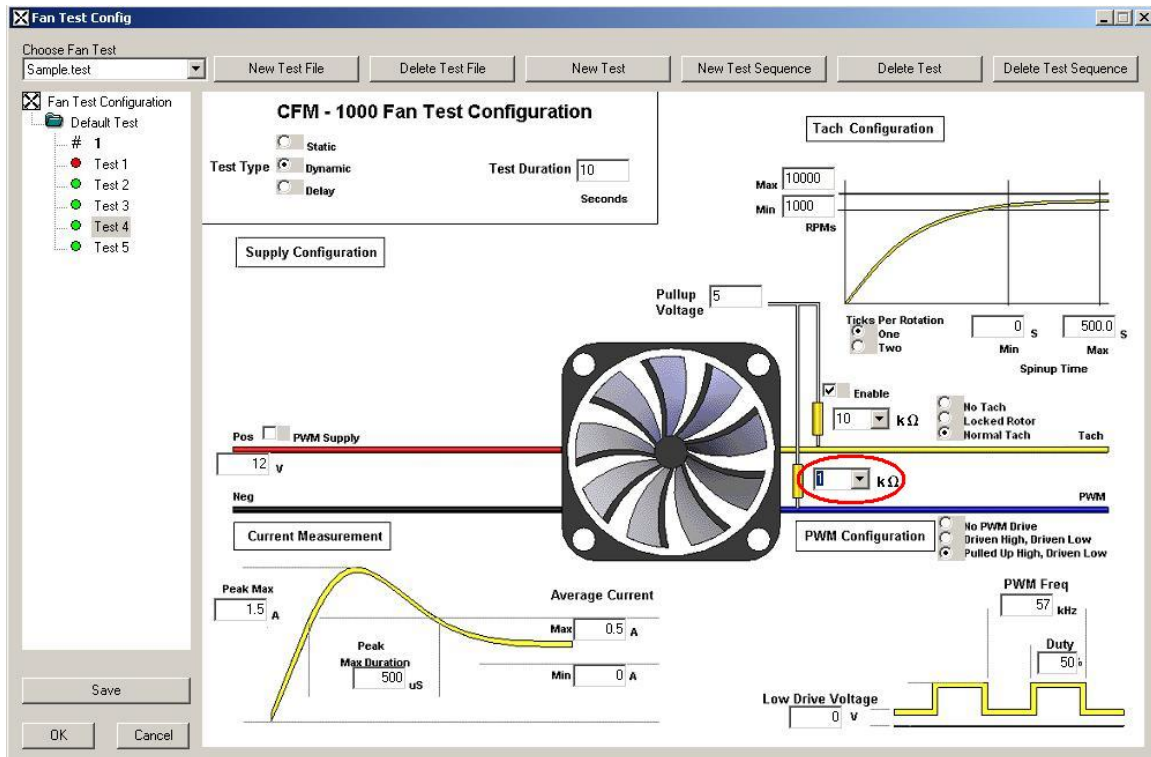 Fan Test Config
Choose Fan Test
Sample.test
New Test File
Delete Test File
New Test
New Test Sequence
Delete Test
Delete Test Sequence
Fan Test Configuration
Default Test
# 1
Test 1
Test 2
Test 3
Test 4
Test 5
Save
OK
Cancel
CFM - 1000 Fan Test Configuration
Test Type
Static
Dynamic
Delay
Test Duration 10
Seconds
Tach Configuration
Max 10000
Min 1000
RPMs
Ticks Per Rotation
One
Two
0 S
Min
500.0 S
Max
Spinup Time
Supply Configuration
Pullup
Voltage
5
Enable
10 kΩ
No Tach
Locked Rotor
Normal Tach
Tach
Pos
PWM Supply
12 V
Neg
1 kΩ
PWM
Current Measurement
PWM Configuration
No PWM Drive
Driven High, Driven Low
Pulled Up High, Driven Low
Peak Max
1.5 A
Peak
Max Duration
500 uS
Average Current
Max 0.5 A
Min 0 A
PWM Freq
57 kHz
Duty
50%
Low Drive Voltage
0 V